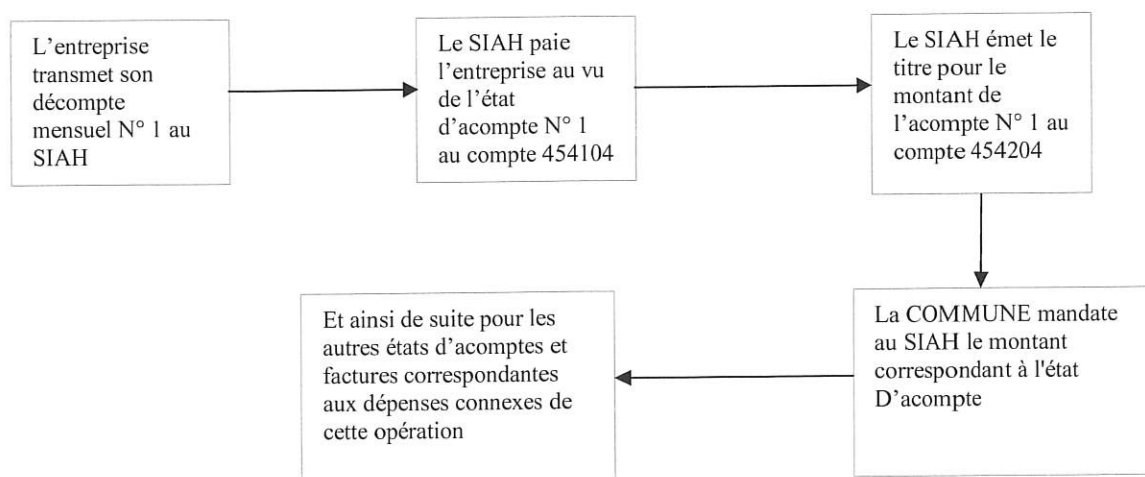 L'entreprise
transmet son
décompte
mensuel N° 1 au
SIAH
Le SIAH paie
l'entreprise au vu
de l'état
d'acompte N° 1
au compte 454104
Le SIAH émet le
titre pour le
montant de
l'acompte N° 1 au
compte 454204
La COMMUNE mandate
au SIAH le montant
correspondant à l'état
D'acompte
Et ainsi de suite pour les
autres états d'acomptes et
factures correspondantes
aux dépenses connexes de
cette opération